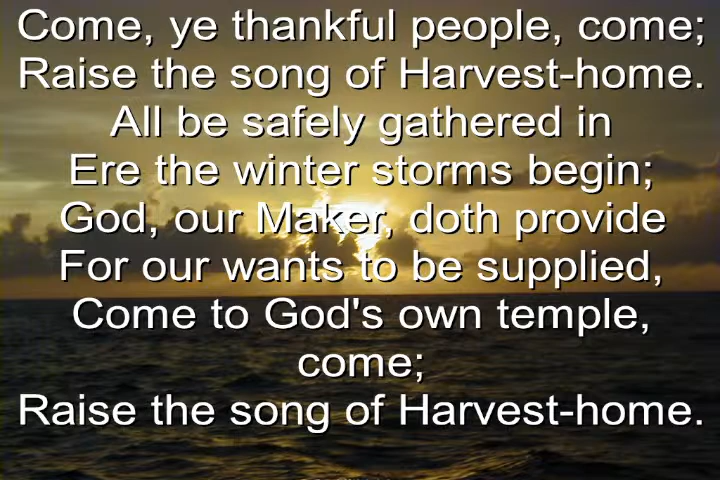 Come, ye thankful people, come;
Raise the song of Harvest-home.
All be safely gathered in
Ere the winter storms begin;
God, our Maker, doth provide
For our wants to be supplied,
Come to God's own temple,
come;
Raise the song of Harvest-home.